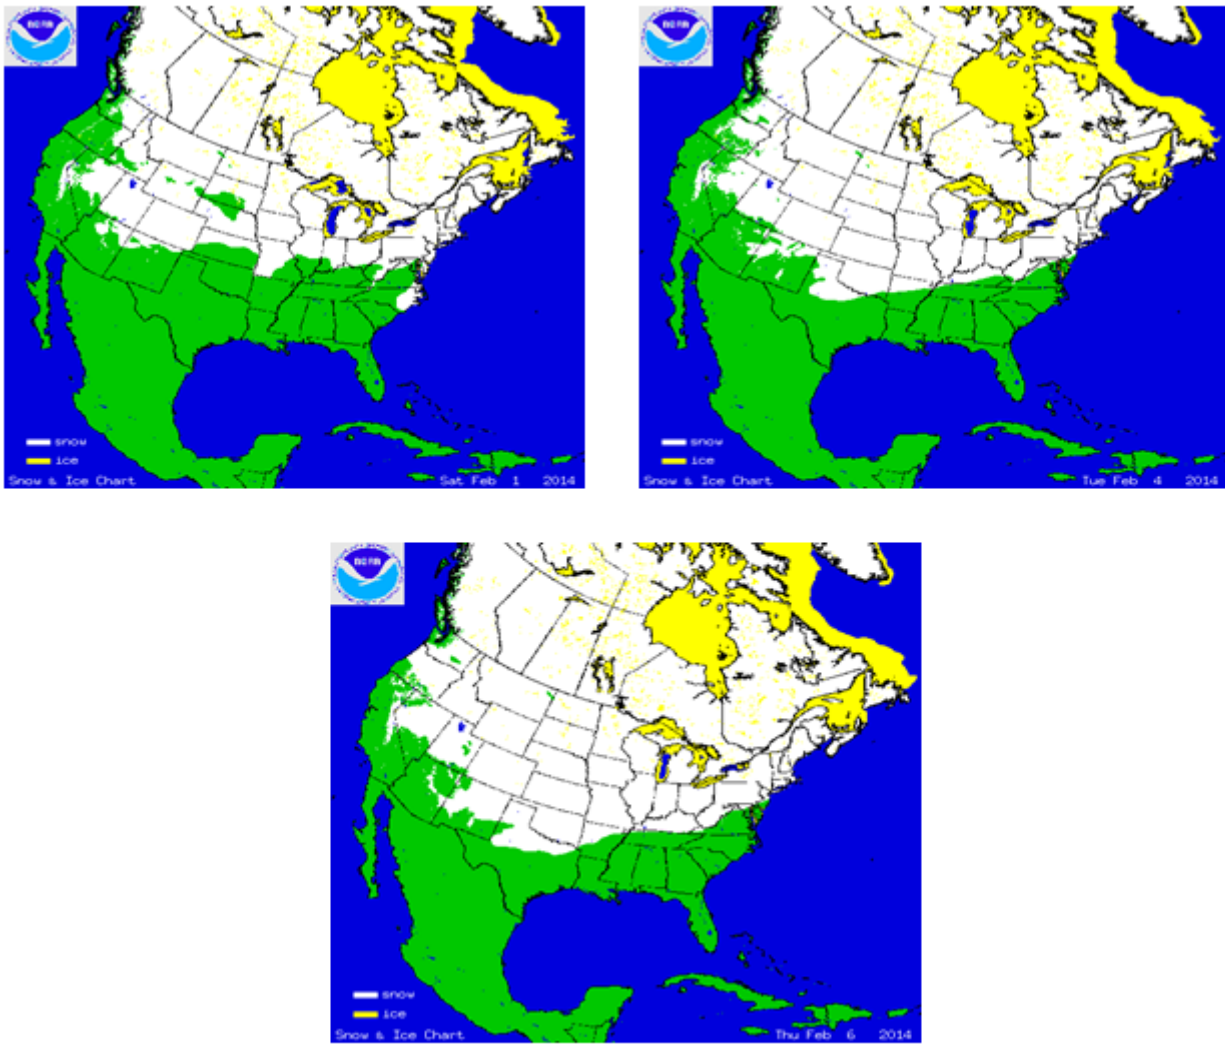 snow
ice
Snow & Ice Chart Sat Feb 1 2014
snow
ice
Snow & Ice Chart Tue Feb 4 2014
snow
ice
Snow & Ice Chart Thu Feb 6 2014